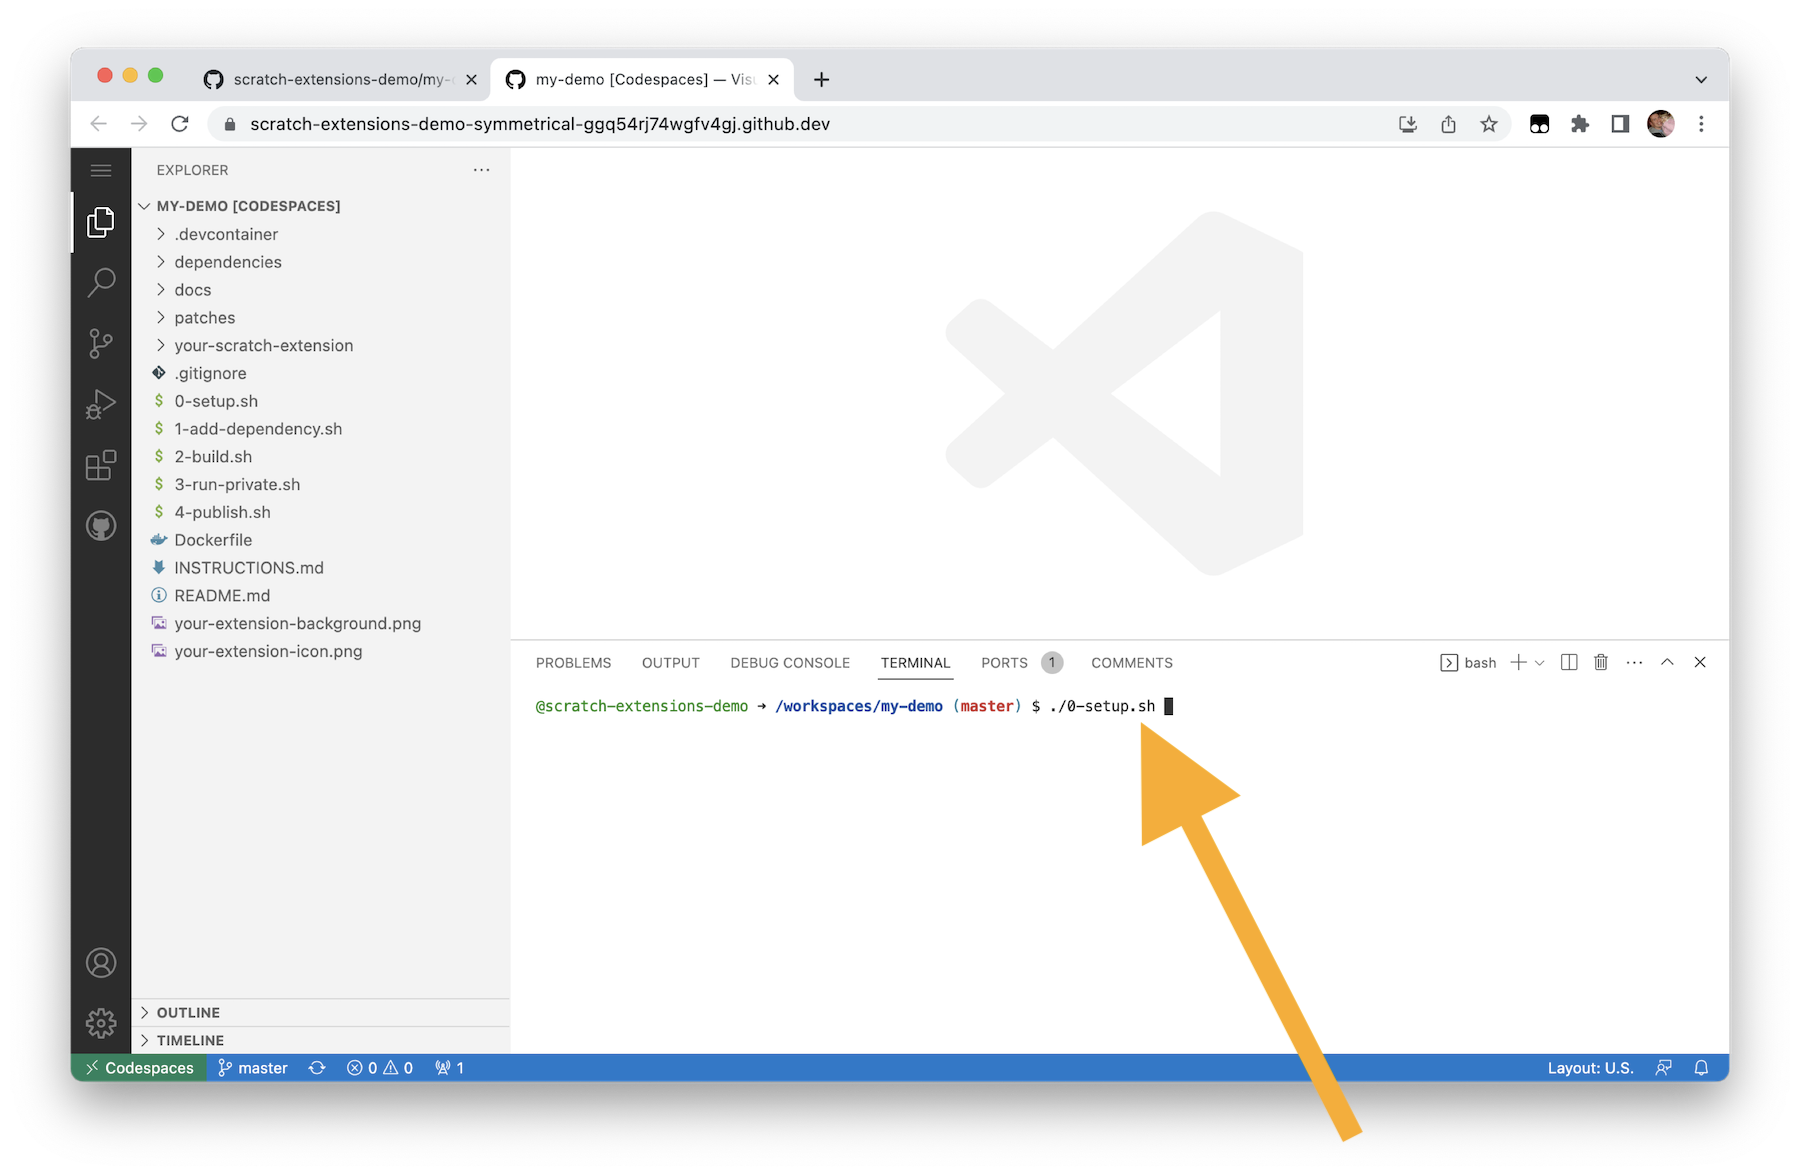 scratch-extensions-demo/my-
my-demo [Codespaces] — Vis
scratch-extensions-demo-symmetrical-ggq54rj74wgfv4gj.github.dev
EXPLORER
MY-DEMO [CODESPACES]
.devcontainer
dependencies
docs
patches
your-scratch-extension
.gitignore
$ 0-setup.sh
$ 1-add-dependency.sh
$ 2-build.sh
$ 3-run-private.sh
$ 4-publish.sh
Dockerfile
INSTRUCTIONS.md
README.md
your-extension-background.png
your-extension-icon.png
PROBLEMS OUTPUT DEBUG CONSOLE TERMINAL PORTS 1 COMMENTS bash
@scratch-extensions-demo → /workspaces/my-demo (master) $ ./0-setup.sh
OUTLINE
TIMELINE
Codespaces master 0 0 1 Layout: U.S.